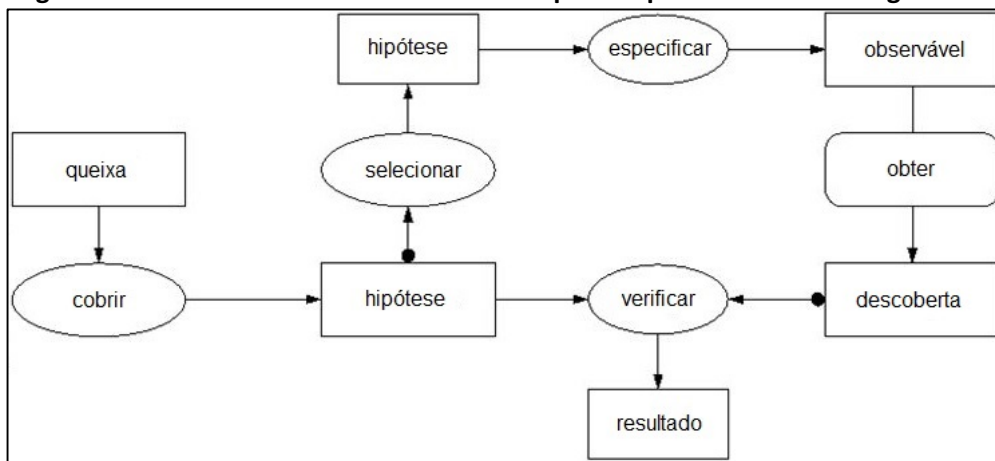 hipótese
especificar
observável
queixa
selecionar
obter
cobrir
hipótese
verificar
descoberta
resultado